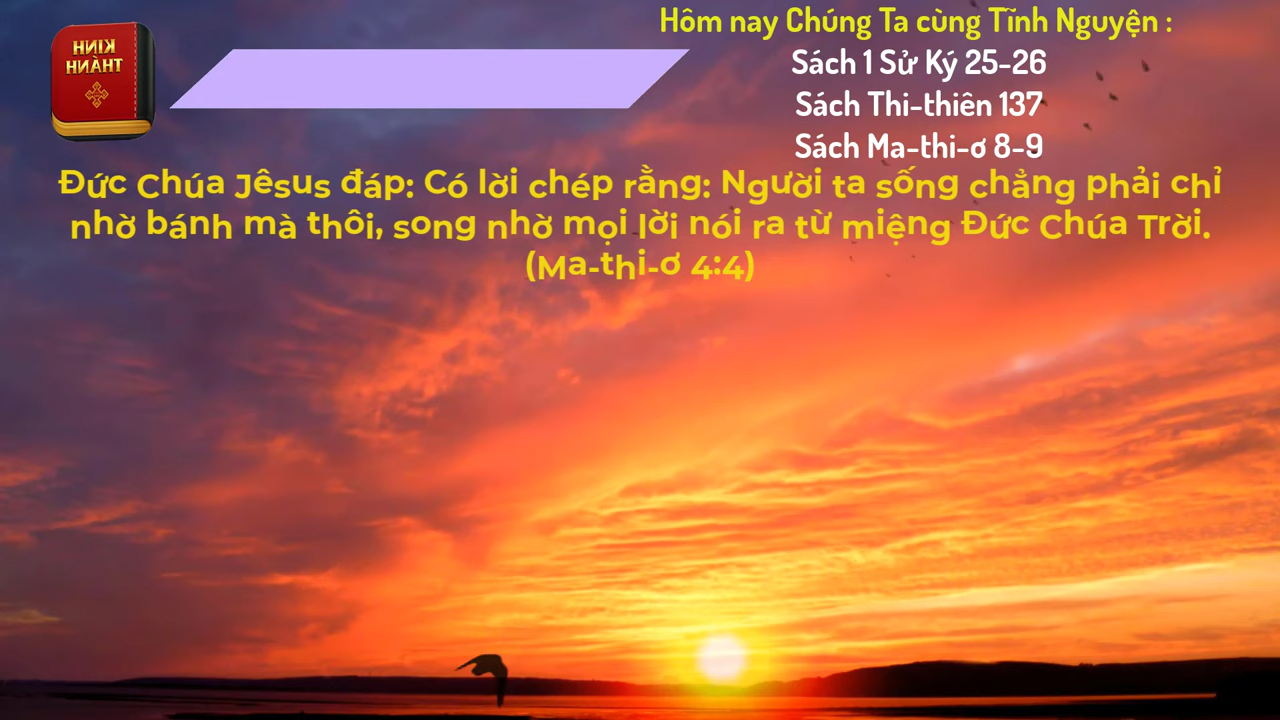 KINH
THÁNH
Hôm nay Chúng Ta cùng Tĩnh Nguyện :
Sách 1 Sử Ký 25-26
Sách Thi-thiên 137
Sách Ma-thi-ơ 8-9
Đức Chúa Jêsus đáp: Có lời chép rằng: Người ta sống chẳng phải chỉ
nhờ bánh mà thôi, song nhờ mọi lời nói ra từ miệng Đức Chúa Trời.
(Ma-thi-ơ 4:4)